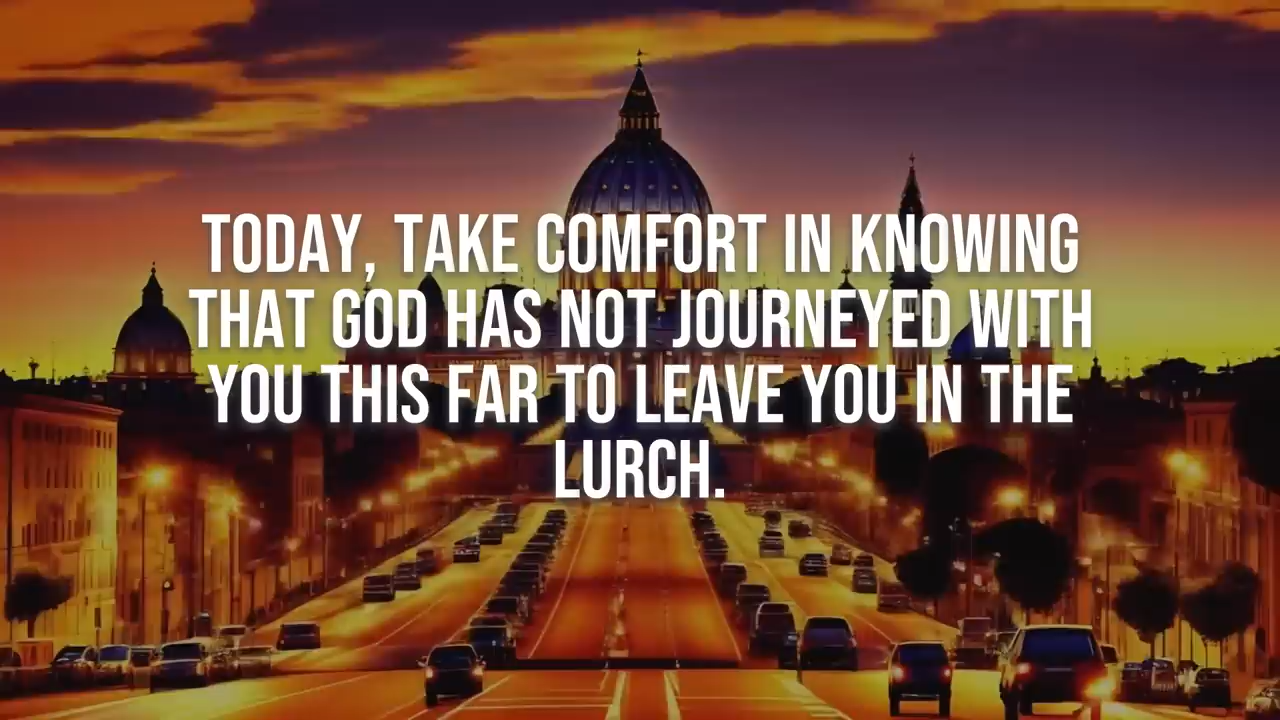 TODAY, TAKE COMFORT IN KNOWING
THAT GOD HAS NOT JOURNEYED WITH
YOU THIS FAR TO LEAVE YOU IN THE
LURCH.